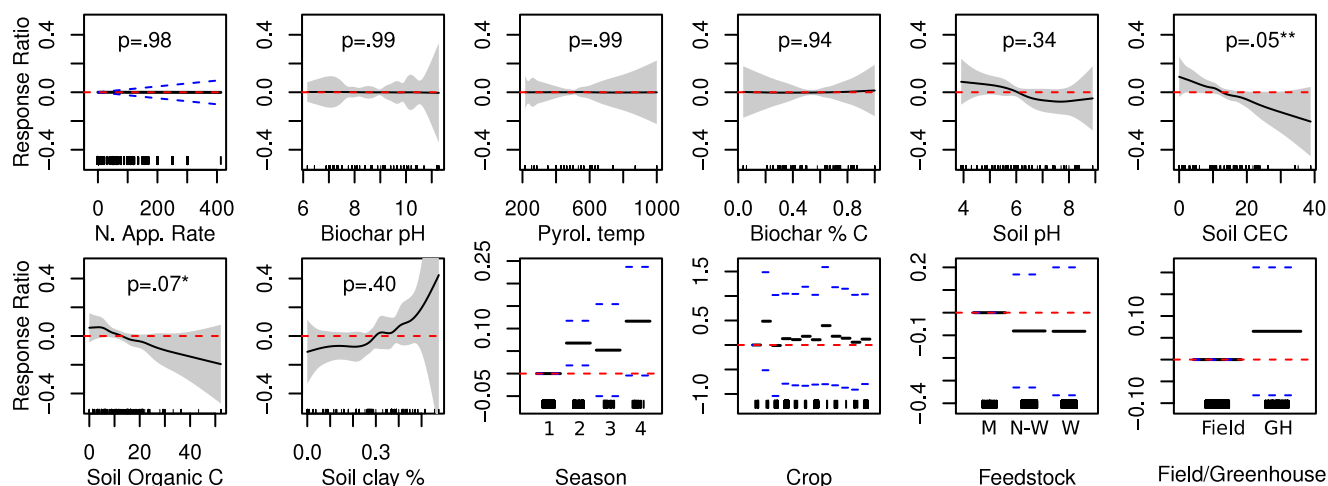 Response Ratio
0.4
0.0
−0.4
p=.98
0 200 400
N. App. Rate
0.4
0.0
−0.4
p=.99
6 8 10
Biochar pH
0.4
0.0
−0.4
p=.99
200 600 1000
Pyrol. temp
0.4
0.0
−0.4
p=.94
0.0 0.4 0.8
Biochar % C
0.4
0.0
−0.4
p=.34
4 6 8
Soil pH
0.4
0.0
−0.4
p=.05**
0 20 40
Soil CEC
Response Ratio
0.4
0.0
−0.4
p=.07*
0 20 40
Soil Organic C
0.4
0.0
−0.4
p=.40
0.0 0.3
Soil clay %
0.25
0.10
−0.05
1 2 3 4
Season
1.5
0.5
−1.0
Crop
0.2
−0.1
−0.4
M N-W W
Feedstock
0.10
−0.10
Field GH
Field/Greenhouse